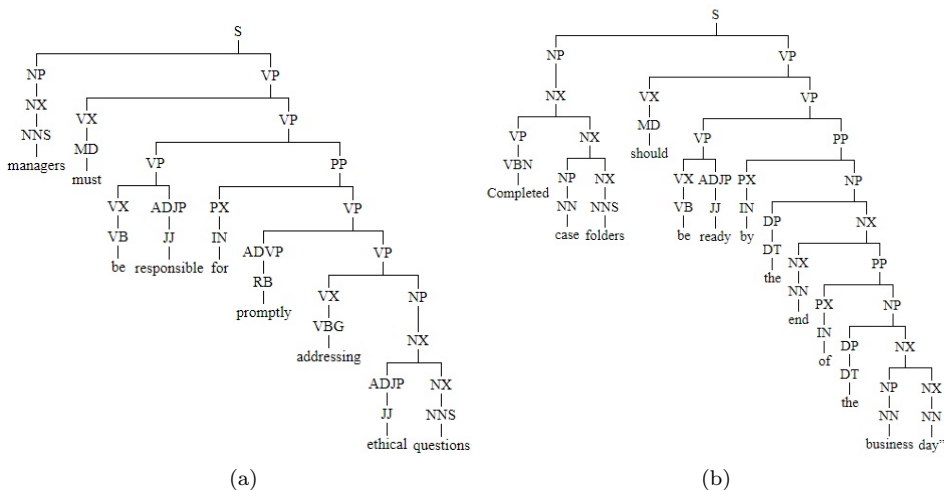 S
NP VP
NX
NNS
managers
VX VP
MD
must
VP PP
VX ADJP
VB JJ
be responsible
PX VP
IN
for
ADVP VP
RB
promptly
VX NP
VBG
addressing
NX
ADJP NX
JJ NNS
ethical questions
(a)
S
NP VP
NX
VP NX
VBN
Completed
NP NX
NN NNS
case folders
VX VP
MD
should
VP PP
VX ADJP
VB JJ
be ready
PX NP
IN
by
DP NX
DT
the
NX PP
NN
end
PX NP
IN
of
DP NX
DT
the
NP NX
NN NN
business day”
(b)